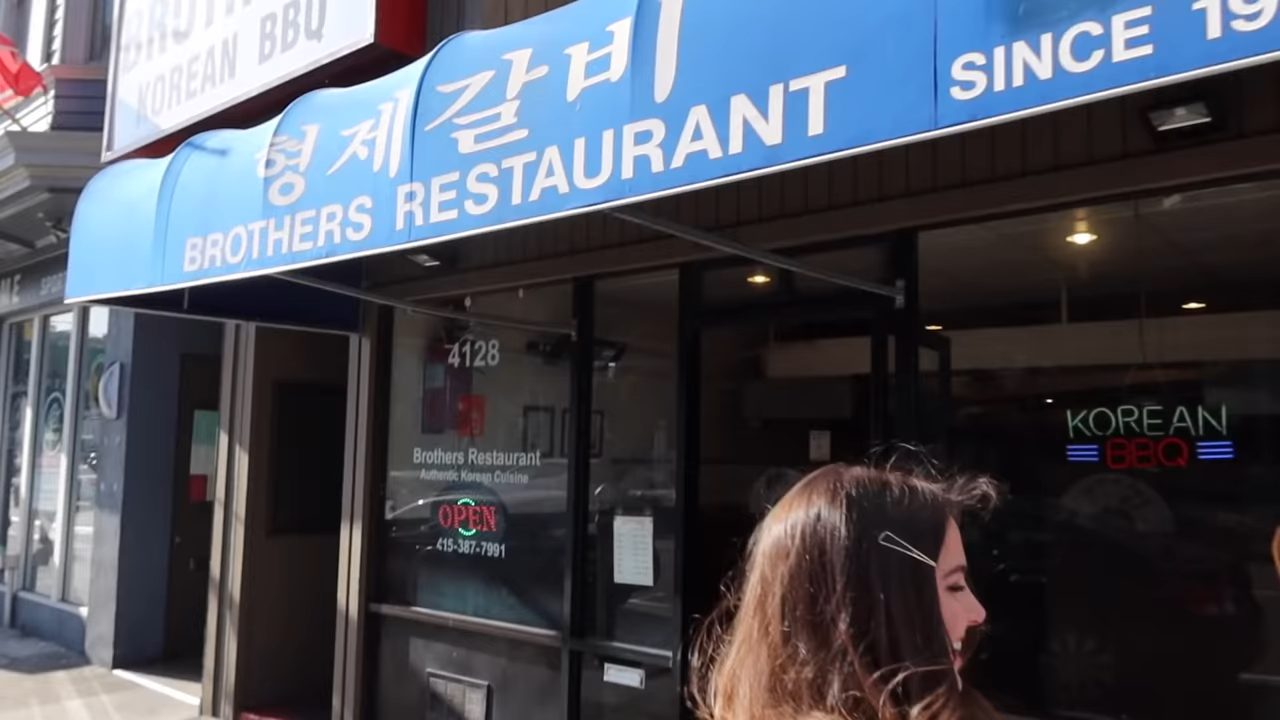 KOREAN BBQ
형제갈비
BROTHERS RESTAURANT
SINCE 19
4128
Brothers Restaurant
Authentic Korean Cuisine
OPEN
415-387-7991
KOREAN
BBQ